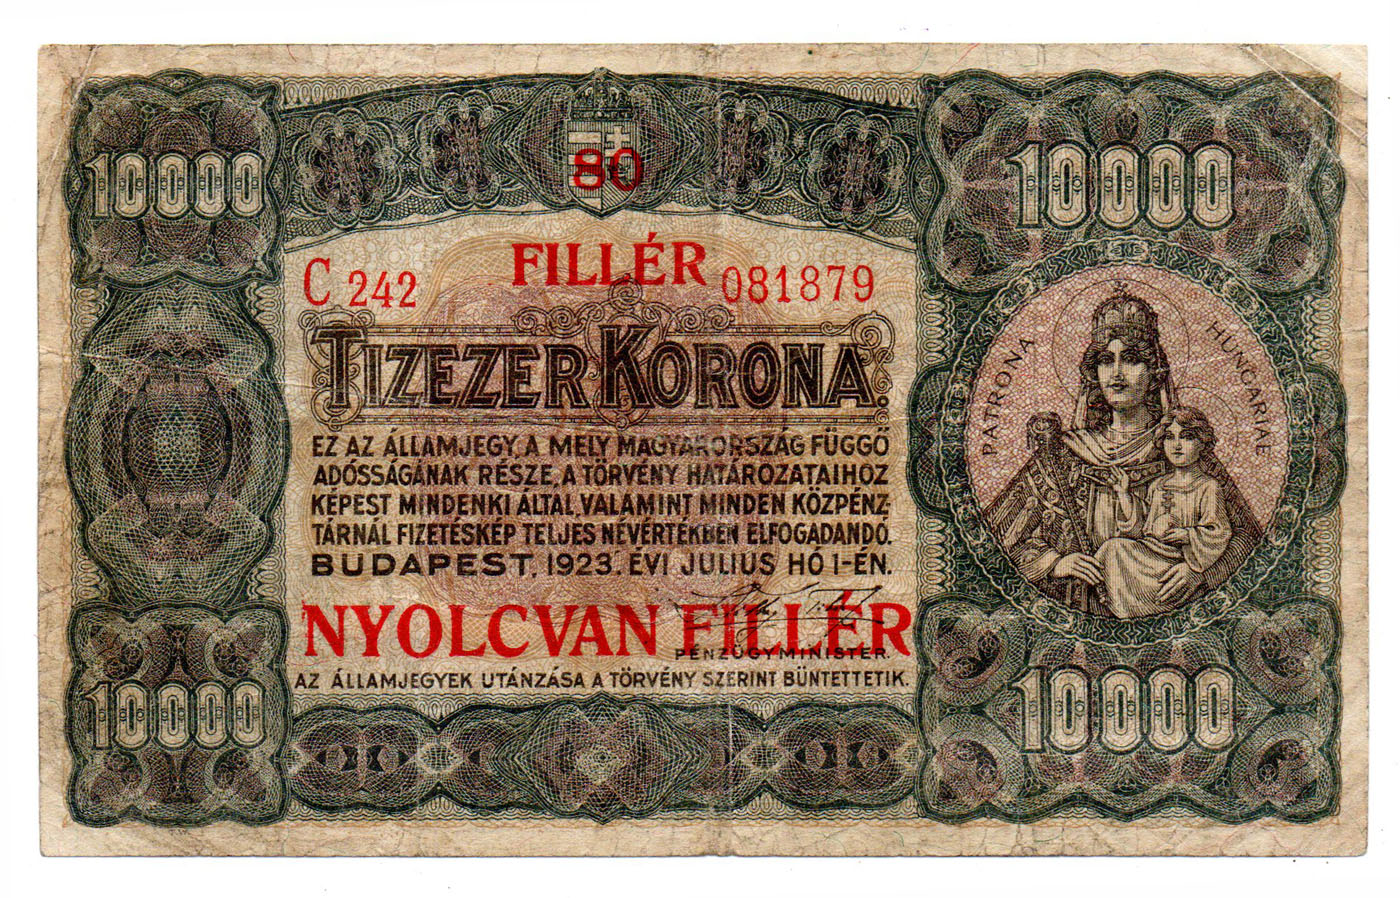 10000
80
10000
FILLÉR
C 242
081879
TIZEZER KORONA.
PATRONA HUNGARIAE
EZ AZ ÁLLAMJEGY, A MELY MAGYARORSZÁG FÜGGŐ
ADÓSSÁGÁNAK RÉSZE, A TÖRVÉNY HATÁROZATAIHOZ
KÉPEST MINDENKI ÁLTAL, VALAMINT MINDEN KÖZPÉNZ-
TÁRNÁL FIZETÉSKÉP TELJES NÉVÉRTÉKBEN ELFOGADANDÓ.
BUDAPEST, 1923. ÉVI JULIUS HÓ 1-ÉN.
NYOLCVAN FILLÉR
PÉNZÜGYMINISTER.
AZ ÁLLAMJEGYEK UTÁNZÁSA A TÖRVÉNY SZERINT BÜNTETTETIK.
10000
10000